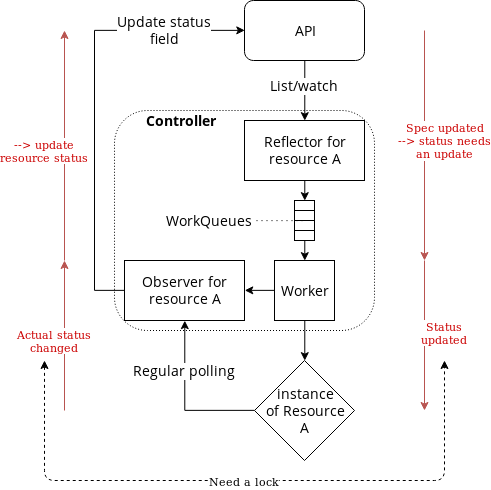 Update status
field
API
List/watch
Controller
Reflector for
resource A
--> update
resource status
Spec updated
--> status needs
an update
WorkQueues
Observer for
resource A
Worker
Actual status
changed
Status
updated
Regular polling
instance
of Resource
A
Need a lock